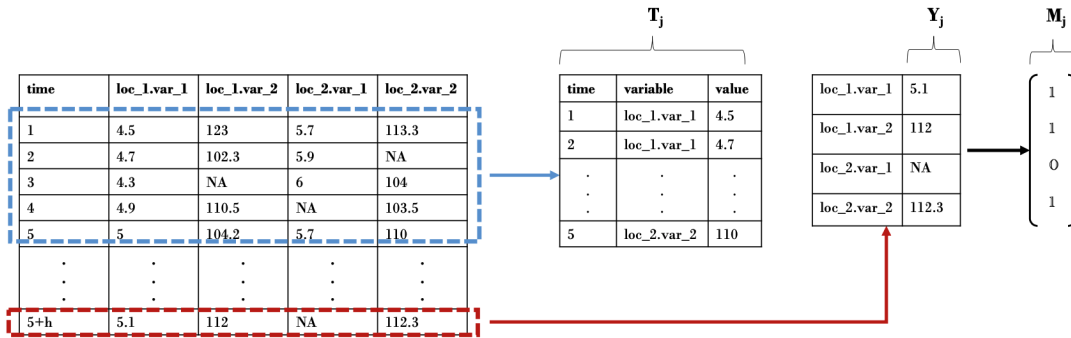 T_j
Y_j
M_j
time loc_1.var_1 loc_1.var_2 loc_2.var_1 loc_2.var_2
1 4.5 123 5.7 113.3
2 4.7 102.3 5.9 NA
3 4.3 NA 6 104
4 4.9 110.5 NA 103.5
5 5 104.2 5.7 110
. . . . .
. . . . .
. . . . .
5+h 5.1 112 NA 112.3
time variable value
1 loc_1.var_1 4.5
2 loc_1.var_1 4.7
. . .
. . .
. . .
5 loc_2.var_2 110
loc_1.var_1 5.1
loc_1.var_2 112
loc_2.var_1 NA
loc_2.var_2 112.3
1
1
0
1